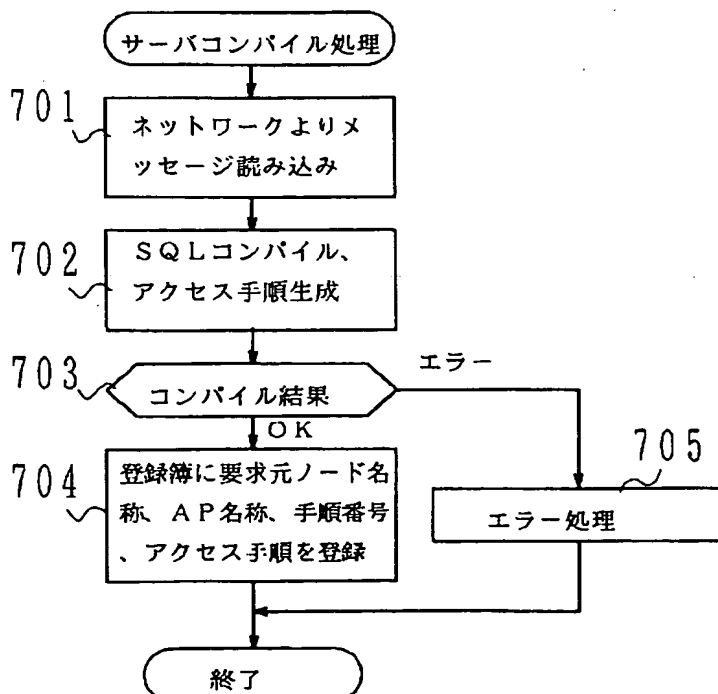 サーバコンパイル処理
701
ネットワークよりメ
ッセージ読み込み
702
SQLコンパイル、
アクセス手順生成
703
コンパイル結果
エラー
OK
704
登録簿に要求元ノード名
称、AP名称、手順番号
、アクセス手順を登録
705
エラー処理
終了